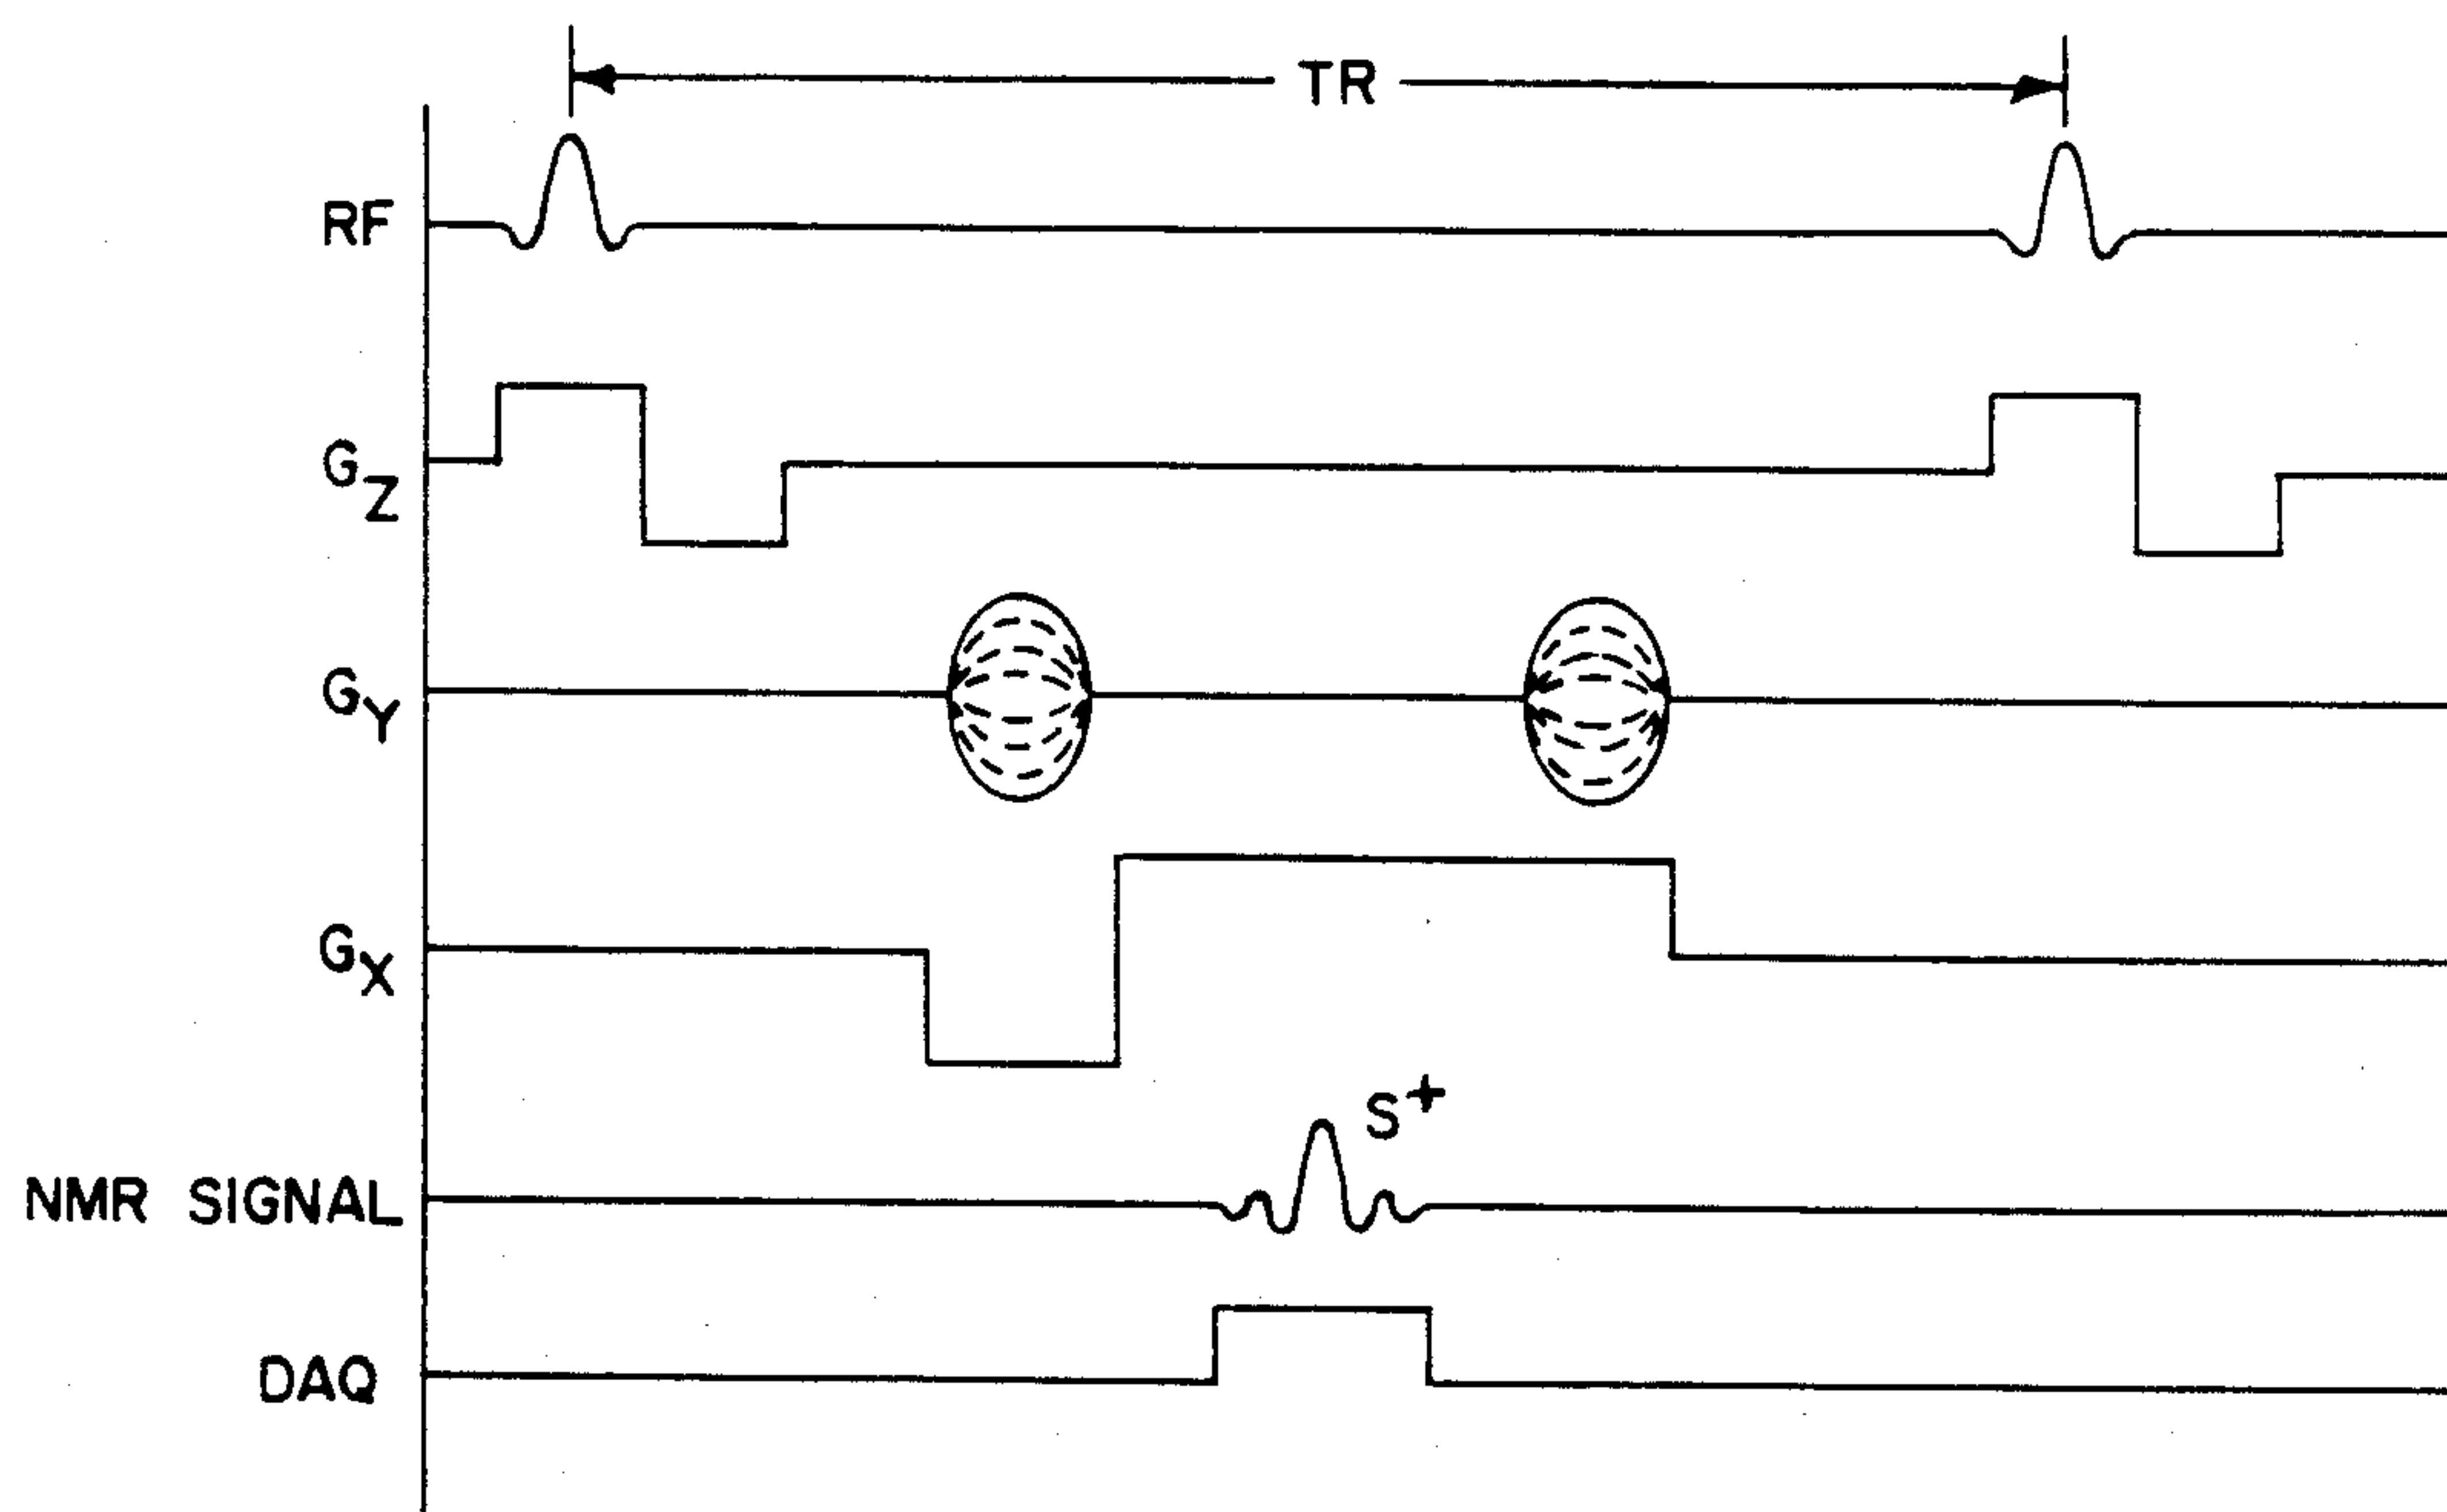 TR
RF
GZ
GY
GX
S+
NMR SIGNAL
DAQ